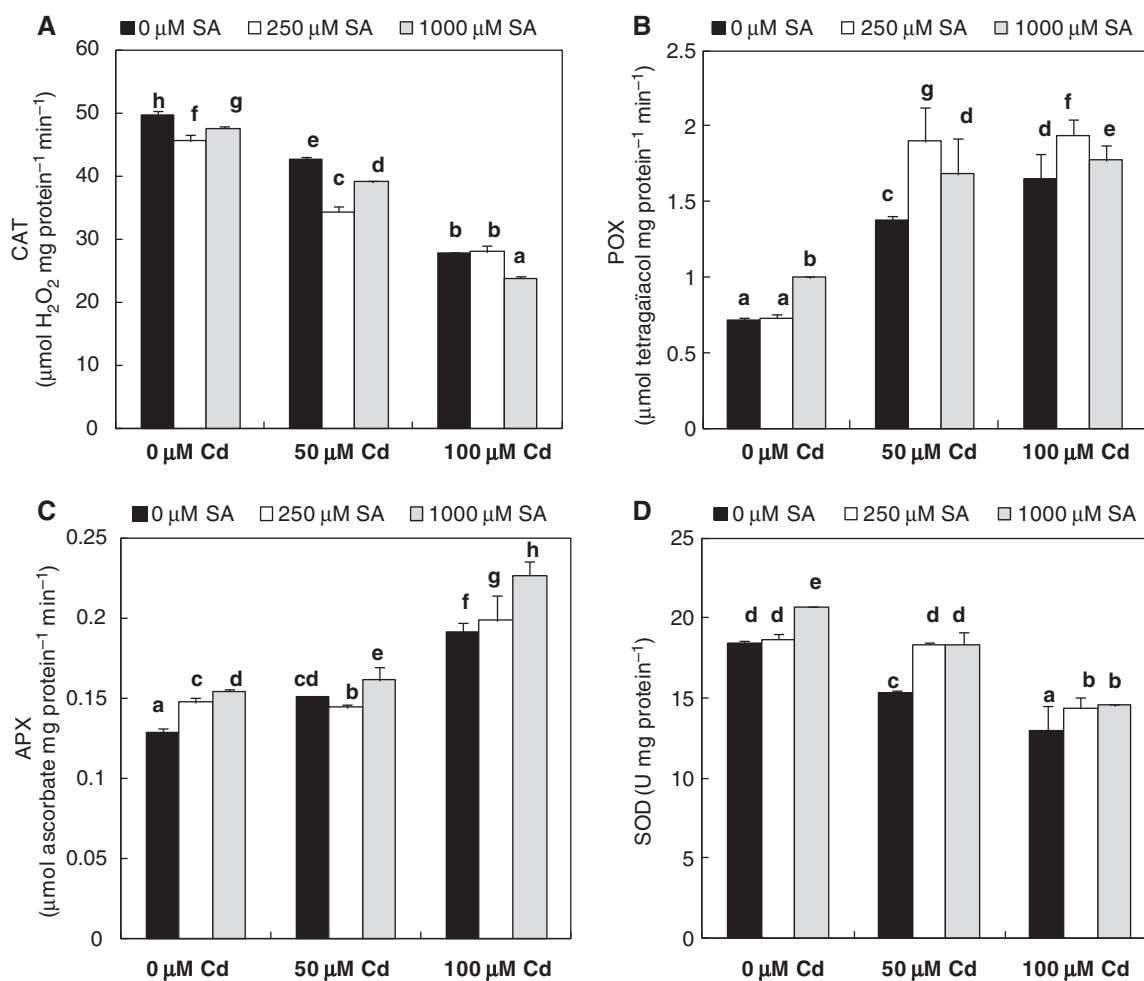 A
0 μM SA 250 μM SA 1000 μM SA
CAT
(μmol H₂O₂ mg protein⁻¹ min⁻¹)
60
50
40
30
20
10
0
h f g
e c d
b b a
0 μM Cd 50 μM Cd 100 μM Cd
B
0 μM SA 250 μM SA 1000 μM SA
POX
(μmol tetragaïacol mg protein⁻¹ min⁻¹)
2.5
2
1.5
1
0.5
0
a a b
c g d
d f e
0 μM Cd 50 μM Cd 100 μM Cd
C
0 μM SA 250 μM SA 1000 μM SA
APX
(μmol ascorbate mg protein⁻¹ min⁻¹)
0.25
0.2
0.15
0.1
0.05
0
a c d
cd b e
f g h
0 μM Cd 50 μM Cd 100 μM Cd
D
0 μM SA 250 μM SA 1000 μM SA
SOD (U mg protein⁻¹)
25
20
15
10
5
0
d d e
c d d
a b b
0 μM Cd 50 μM Cd 100 μM Cd